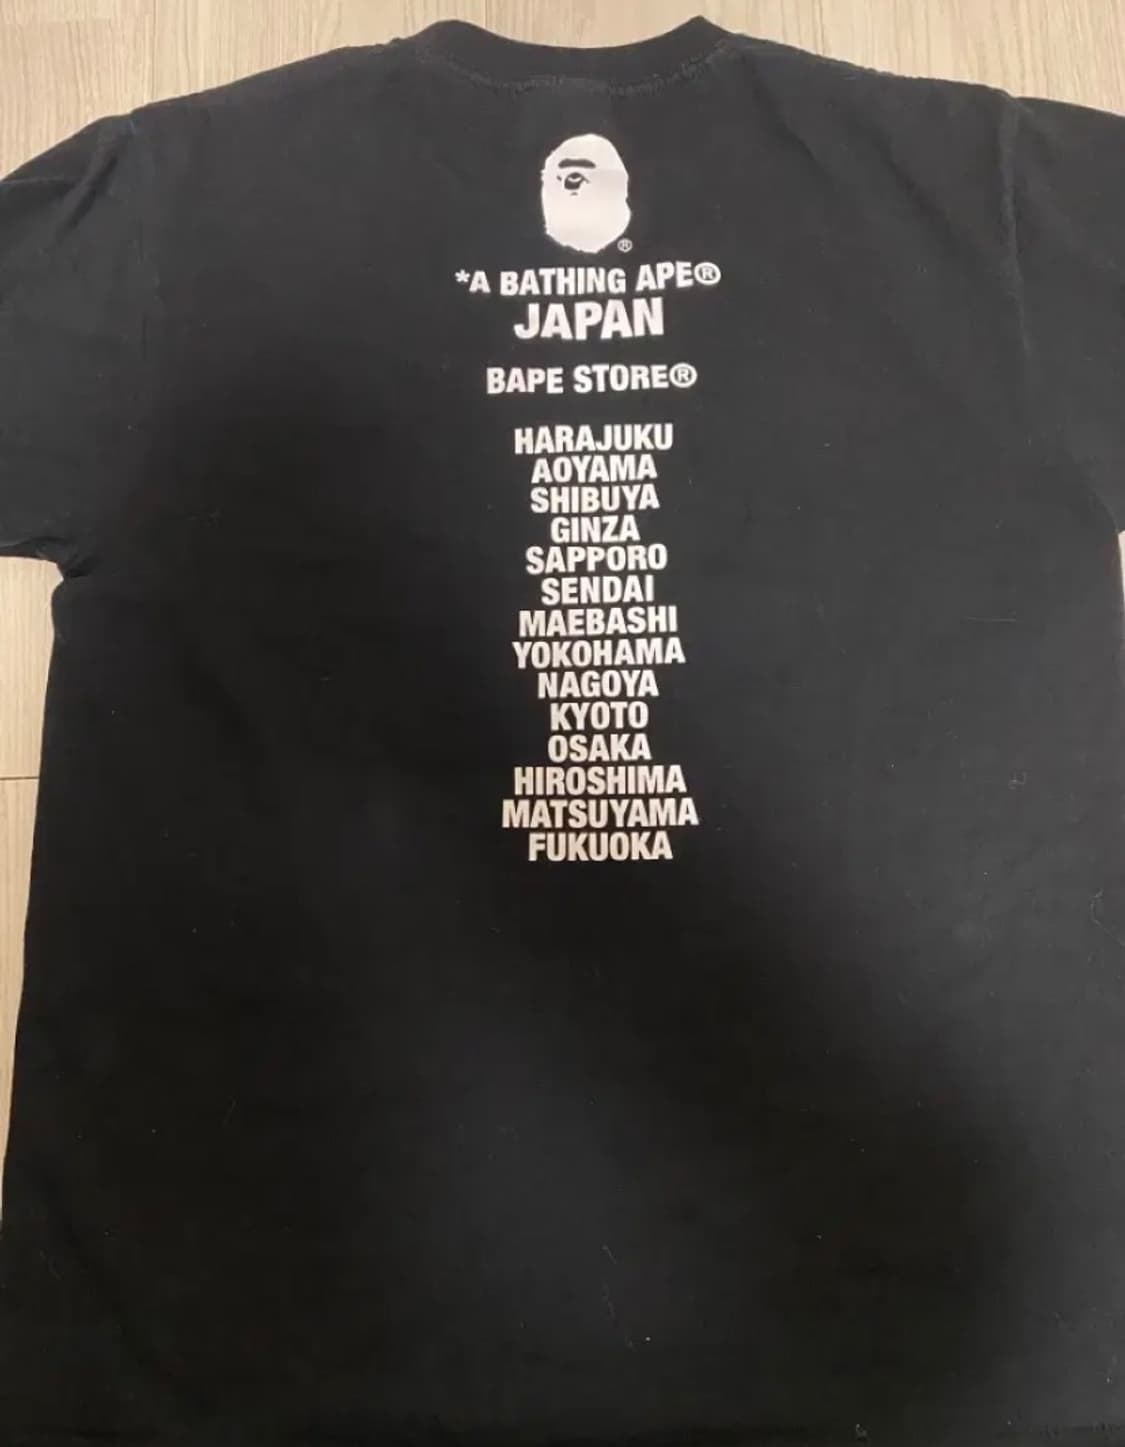 ®
*A BATHING APE®
JAPAN
BAPE STORE®
HARAJUKU
AOYAMA
SHIBUYA
GINZA
SAPPORO
SENDAI
MAEBASHI
YOKOHAMA
NAGOYA
KYOTO
OSAKA
HIROSHIMA
MATSUYAMA
FUKUOKA